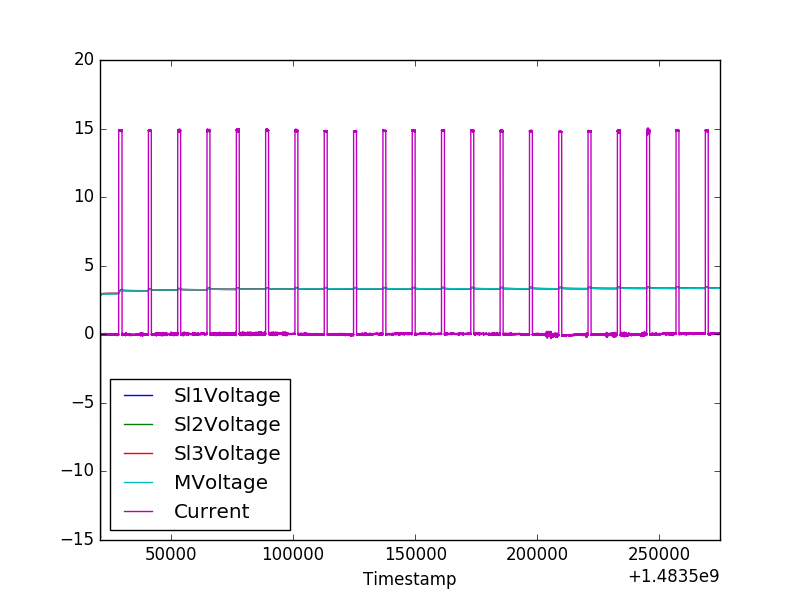 20
15
10
5
0
−5
−10
−15
Sl1Voltage
Sl2Voltage
Sl3Voltage
MVoltage
Current
50000 100000 150000 200000 250000
+1.4835e9
Timestamp